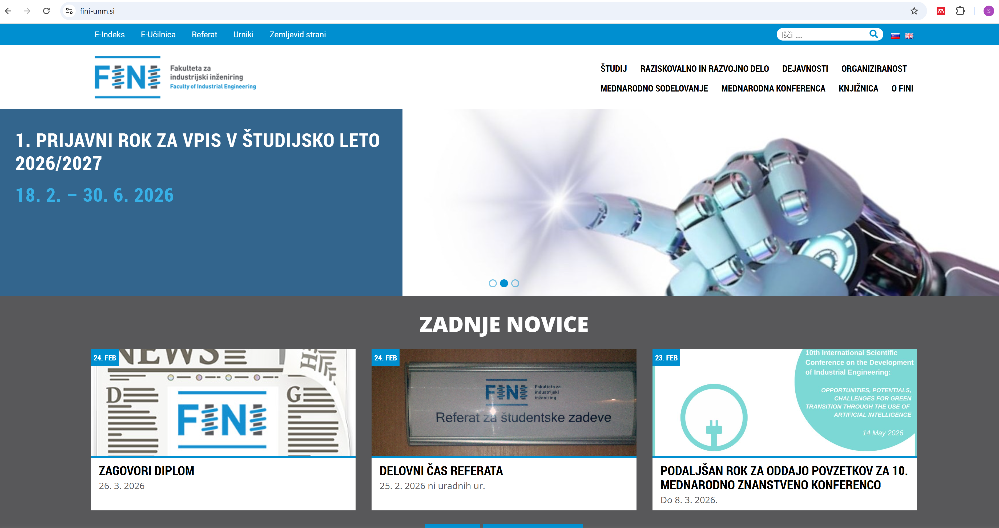 fini-unm.si
S
E-Indeks E-Učilnica Referat Urniki Zemljevid strani
Išči ....
FINI
Fakulteta za
industrijski inženiring
Faculty of Industrial Engineering
ŠTUDIJ RAZISKOVALNO IN RAZVOJNO DELO DEJAVNOSTI ORGANIZIRANOST
MEDNARODNO SODELOVANJE MEDNARODNA KONFERENCA KNJIŽNICA O FINI
1. PRIJAVNI ROK ZA VPIS V ŠTUDIJSKO LETO
2026/2027
18. 2. – 30. 6. 2026
ZADNJE NOVICE
24. FEB
NEWS
H
D
G
FINI
ZAGOVORI DIPLOM
26. 3. 2026
24. FEB
FINI
Fakulteta za
industrijski
inženiring
Referat za študentske zadeve
DELOVNI ČAS REFERATA
25. 2. 2026 ni uradnih ur.
23. FEB
10th International Scientific
Conference on the Development
of Industrial Engineering:
OPPORTUNITIES, POTENTIALS,
CHALLENGES FOR GREEN
TRANSITION THROUGH THE USE OF
ARTIFICIAL INTELLIGENCE
14 May 2026
PODALJŠAN ROK ZA ODDAJO POVZETKOV ZA 10.
MEDNARODNO ZNANSTVENO KONFERENCO
Do 8. 3. 2026.